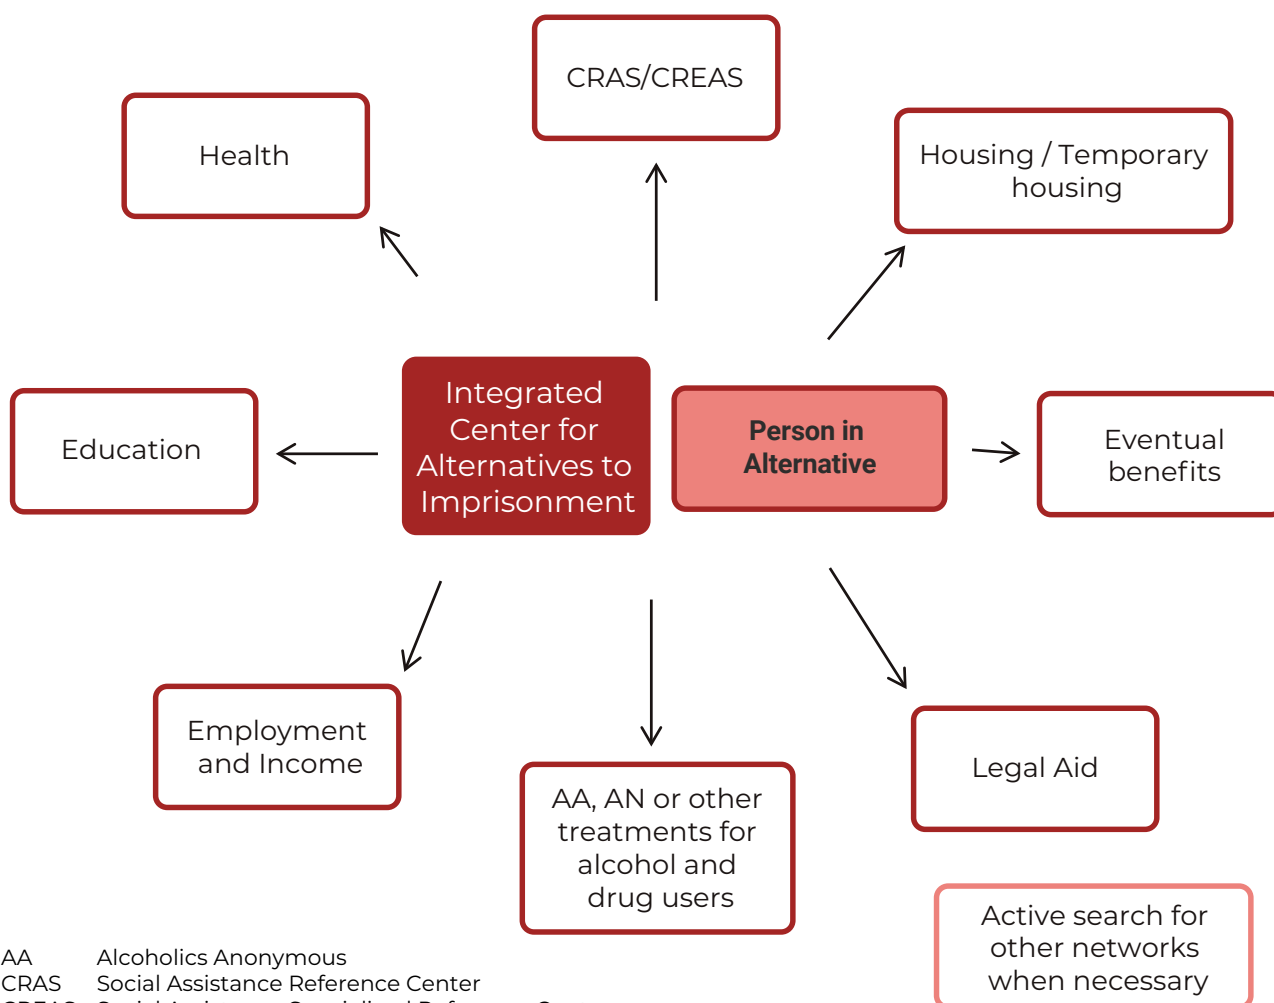 CRAS/CREAS
Health
Housing / Temporary
housing
Integrated
Center for
Alternatives to
Imprisonment
Person in
Alternative
Education
Eventual
benefits
Employment
and Income
AA, AN or other
treatments for
alcohol and
drug users
Legal Aid
Active search for
other networks
when necessary
AA Alcoholics Anonymous
CRAS Social Assistance Reference Center